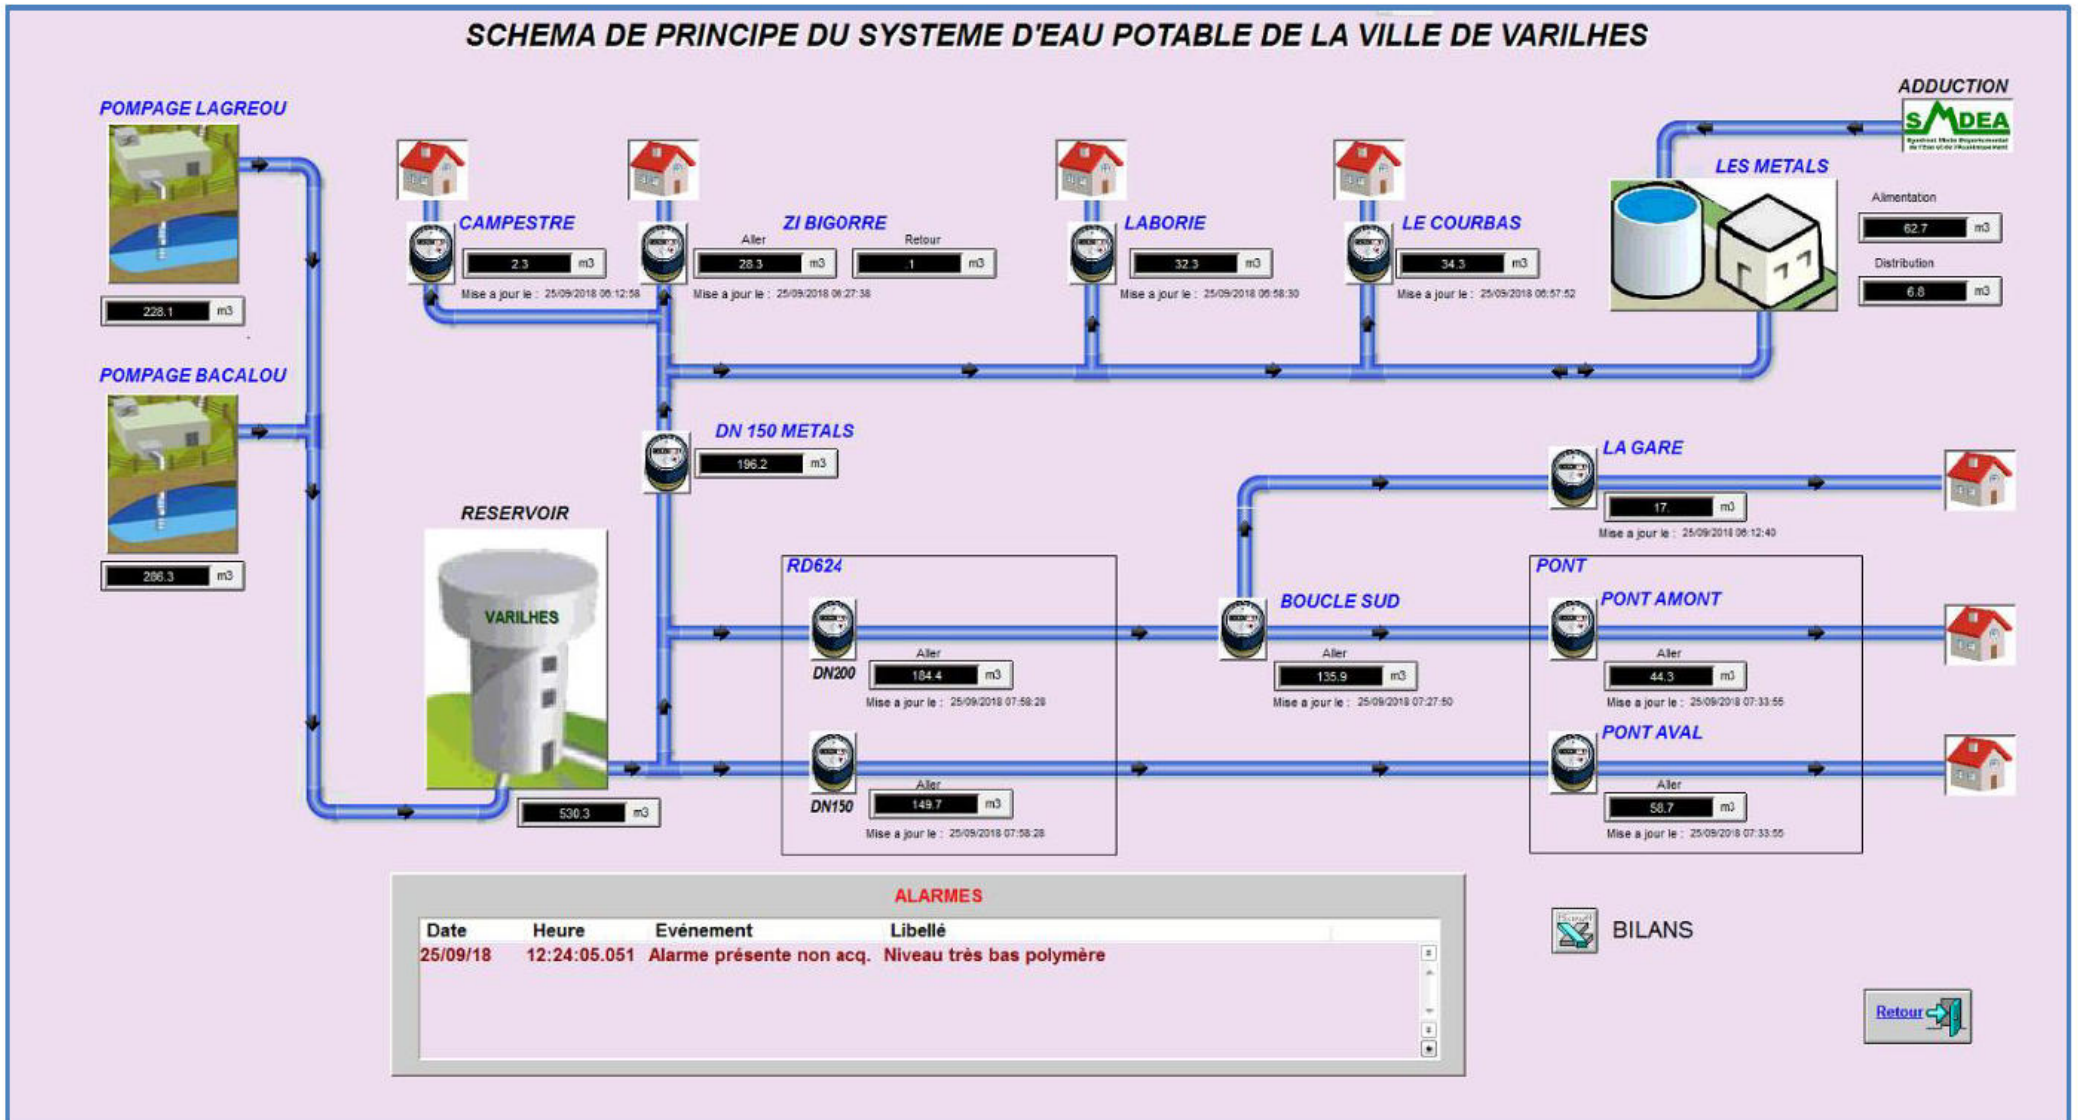 SCHEMA DE PRINCIPE DU SYSTEME D'EAU POTABLE DE LA VILLE DE VARILHES
ADDUCTION
SMDEA
POMPAGE LAGREOU
228.1 m3
POMPAGE BACALOU
286.3 m3
CAMPESTRE
2.3 m3
Mise a jour le : 25/09/2018 06:12:58
ZI BIGORRE
Aller
28.3 m3
Retour
.1 m3
Mise a jour le : 25/09/2018 06:27:38
LABORIE
32.3 m3
Mise a jour le : 25/09/2018 06:58:30
LE COURBAS
34.3 m3
Mise a jour le : 25/09/2018 06:57:52
LES METALS
Alimentation
62.7 m3
Distribution
6.8 m3
DN 150 METALS
196.2 m3
RESERVOIR
VARILHES
530.3 m3
RD624
DN200
Aller
184.4 m3
Mise a jour le : 25/09/2018 07:58:28
DN150
Aller
149.7 m3
Mise a jour le : 25/09/2018 07:58:28
BOUCLE SUD
Aller
135.9 m3
Mise a jour le : 25/09/2018 07:27:50
LA GARE
17. m3
Mise a jour le : 25/09/2018 06:12:40
PONT
PONT AMONT
Aller
44.3 m3
Mise a jour le : 25/09/2018 07:33:55
PONT AVAL
Aller
58.7 m3
Mise a jour le : 25/09/2018 07:33:55
ALARMES
Date Heure Evénement Libellé
25/09/18 12:24:05.051 Alarme présente non acq. Niveau très bas polymère
BILANS
Retour